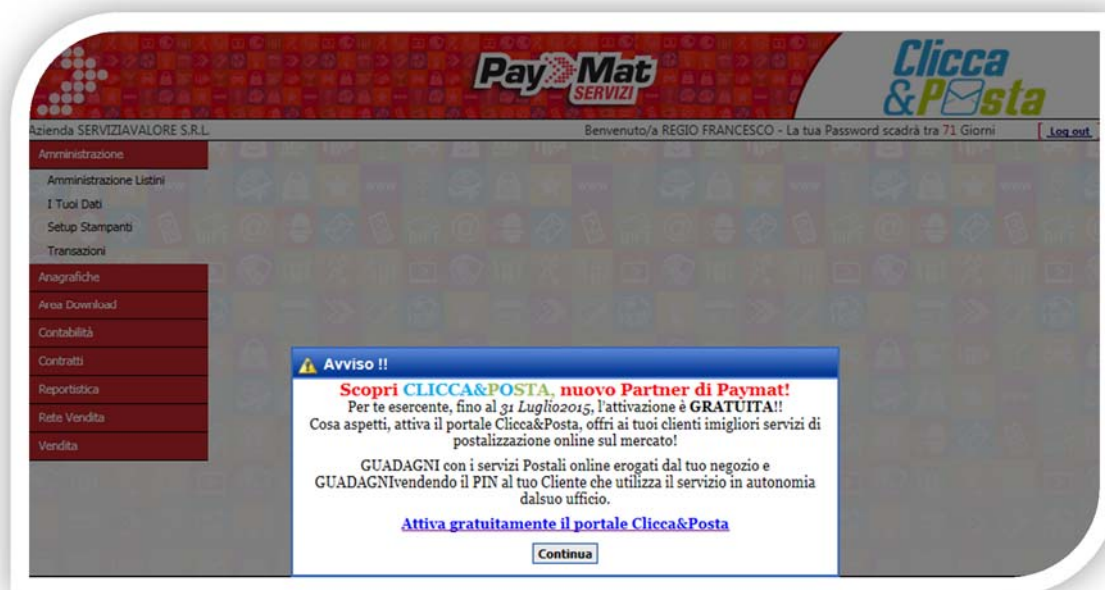 Pay Mat
SERVIZI
Clicca
&Posta
Azienda SERVIZIAVALORE S.R.L.
Benvenuto/a REGIO FRANCESCO - La tua Password scadrà tra 71 Giorni
[ Log out ]
Amministrazione
Amministrazione Listini
I Tuoi Dati
Setup Stampanti
Transazioni
Anagrafiche
Area Download
Contabilità
Contratti
Reportistica
Rete Vendita
Vendita
Avviso !!
Scopri CLICCA&POSTA, nuovo Partner di Paymat!
Per te esercente, fino al 31 Luglio2015, l'attivazione è GRATUITA!!
Cosa aspetti, attiva il portale Clicca&Posta, offri ai tuoi clienti imigliori servizi di
postalizzazione online sul mercato!
GUADAGNI con i servizi Postali online erogati dal tuo negozio e
GUADAGNIvendendo il PIN al tuo Cliente che utilizza il servizio in autonomia
dalsuo ufficio.
Attiva gratuitamente il portale Clicca&Posta
Continua